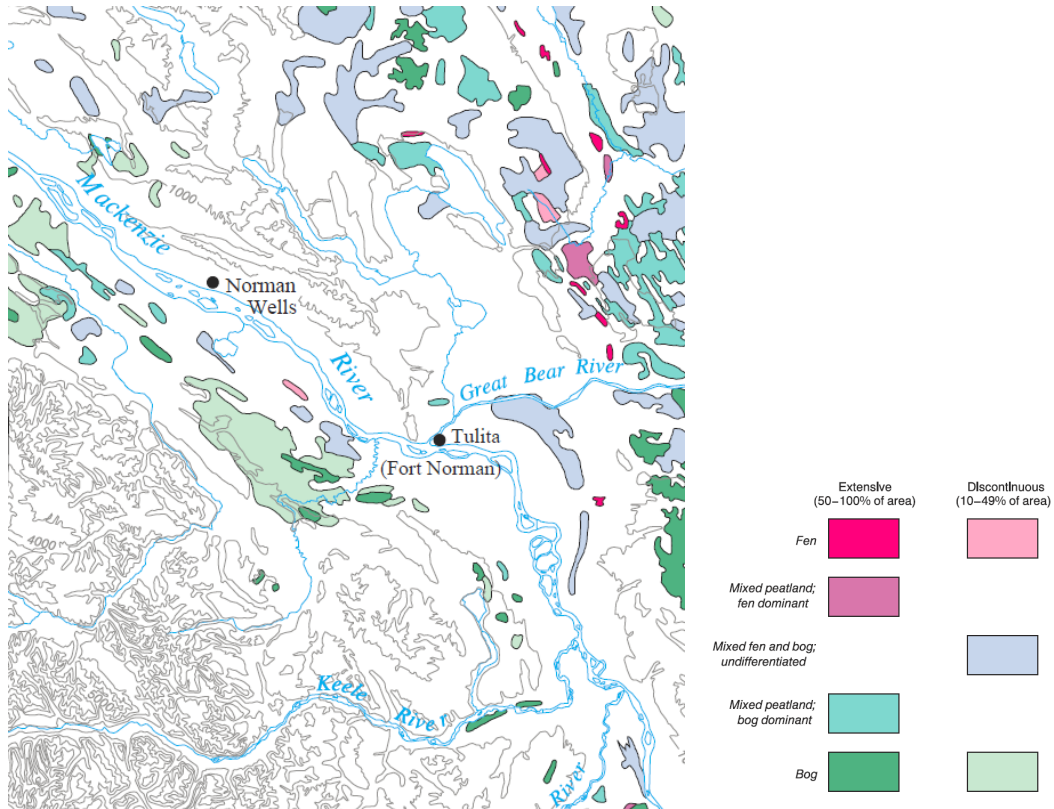 1000
Mackenzie
Norman
Wells
River
Great Bear River
Tulita
(Fort Norman)
4000
Keele
River
River
Extensive
(50–100% of area)
Discontinuous
(10–49% of area)
Fen
Mixed peatland;
fen dominant
Mixed fen and bog;
undifferentiated
Mixed peatland;
bog dominant
Bog